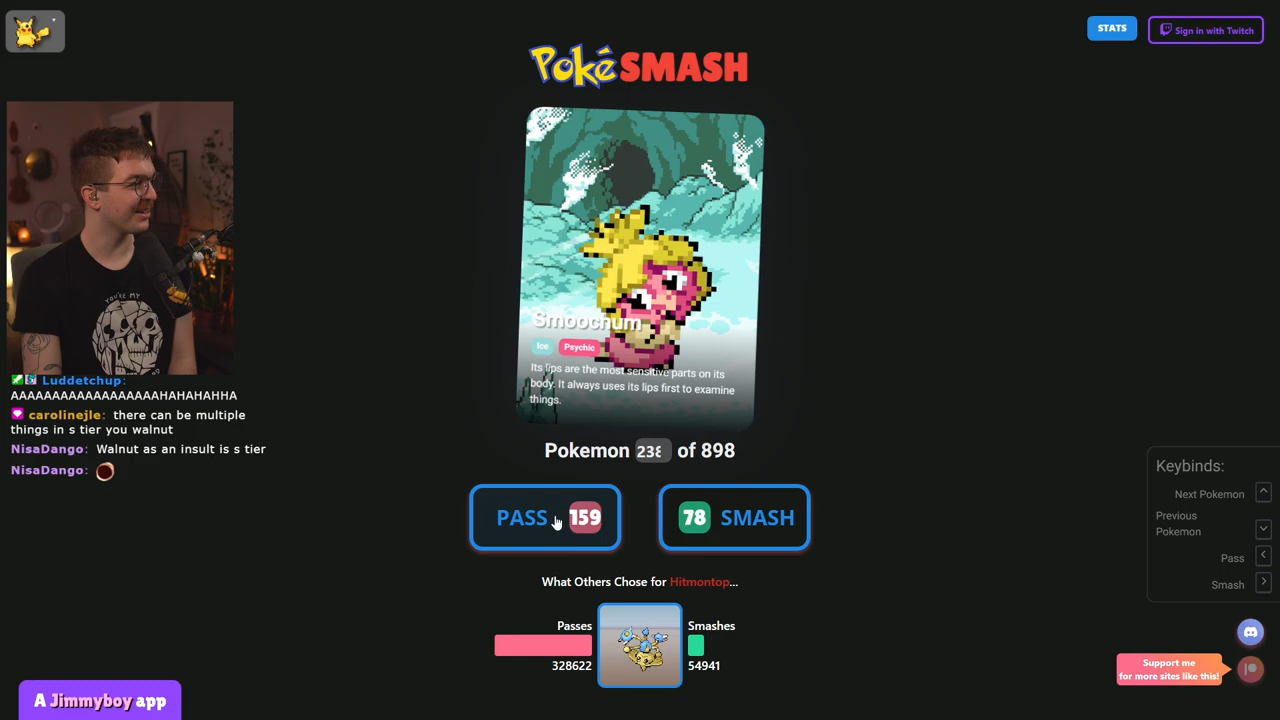 STATS
Sign in with Twitch
PokéSMASH
YOU'RE MY
Luddetchup:
AAAAAAAAAAAAAAAAAHAHAHAHHA
carolinejle: there can be multiple
things in s tier you walnut
NisaDango: Walnut as an insult is s tier
NisaDango:
Smoochum
Ice
Psychic
Its lips are the most sensitive parts on its
body. It always uses its lips first to examine
things.
Pokemon 238 of 898
PASS 159
78 SMASH
What Others Chose for Hitmontop...
Passes
328622
Smashes
54941
Keybinds:
Next Pokemon
Previous
Pokemon
Pass
Smash
Support me
for more sites like this!
A Jimmyboy app